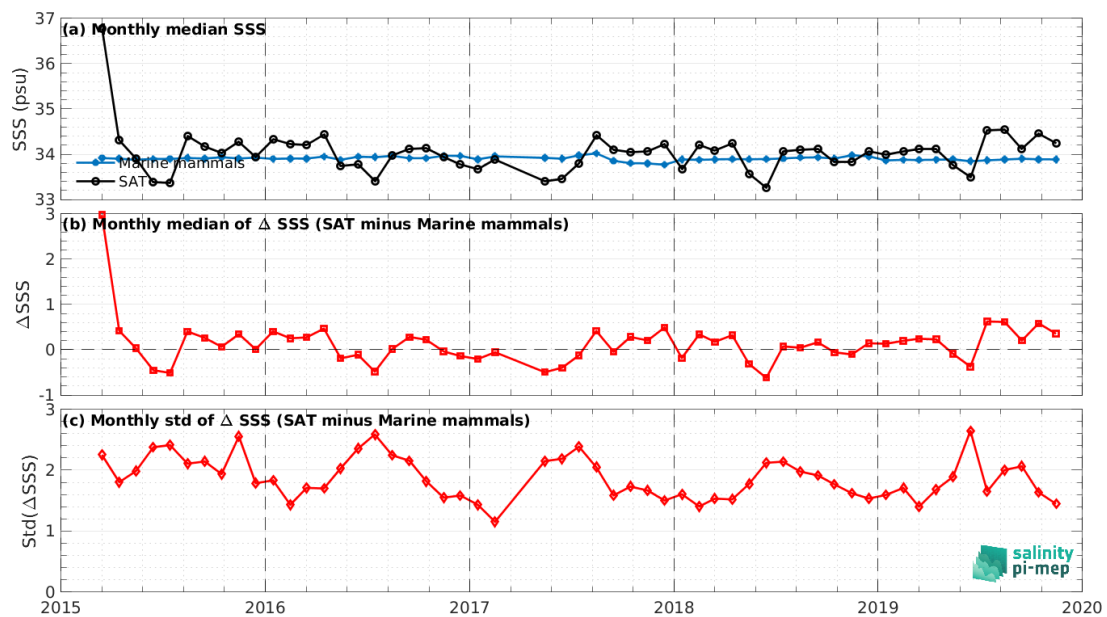 (a) Monthly median SSS
37
36
35
34
33
SSS (psu)
Marine mammals
SAT
(b) Monthly median of Δ SSS (SAT minus Marine mammals)
3
2
1
0
-1
ΔSSS
(c) Monthly std of Δ SSS (SAT minus Marine mammals)
3
2
1
0
Std(ΔSSS)
2015 2016 2017 2018 2019 2020
salinity
pi-mep